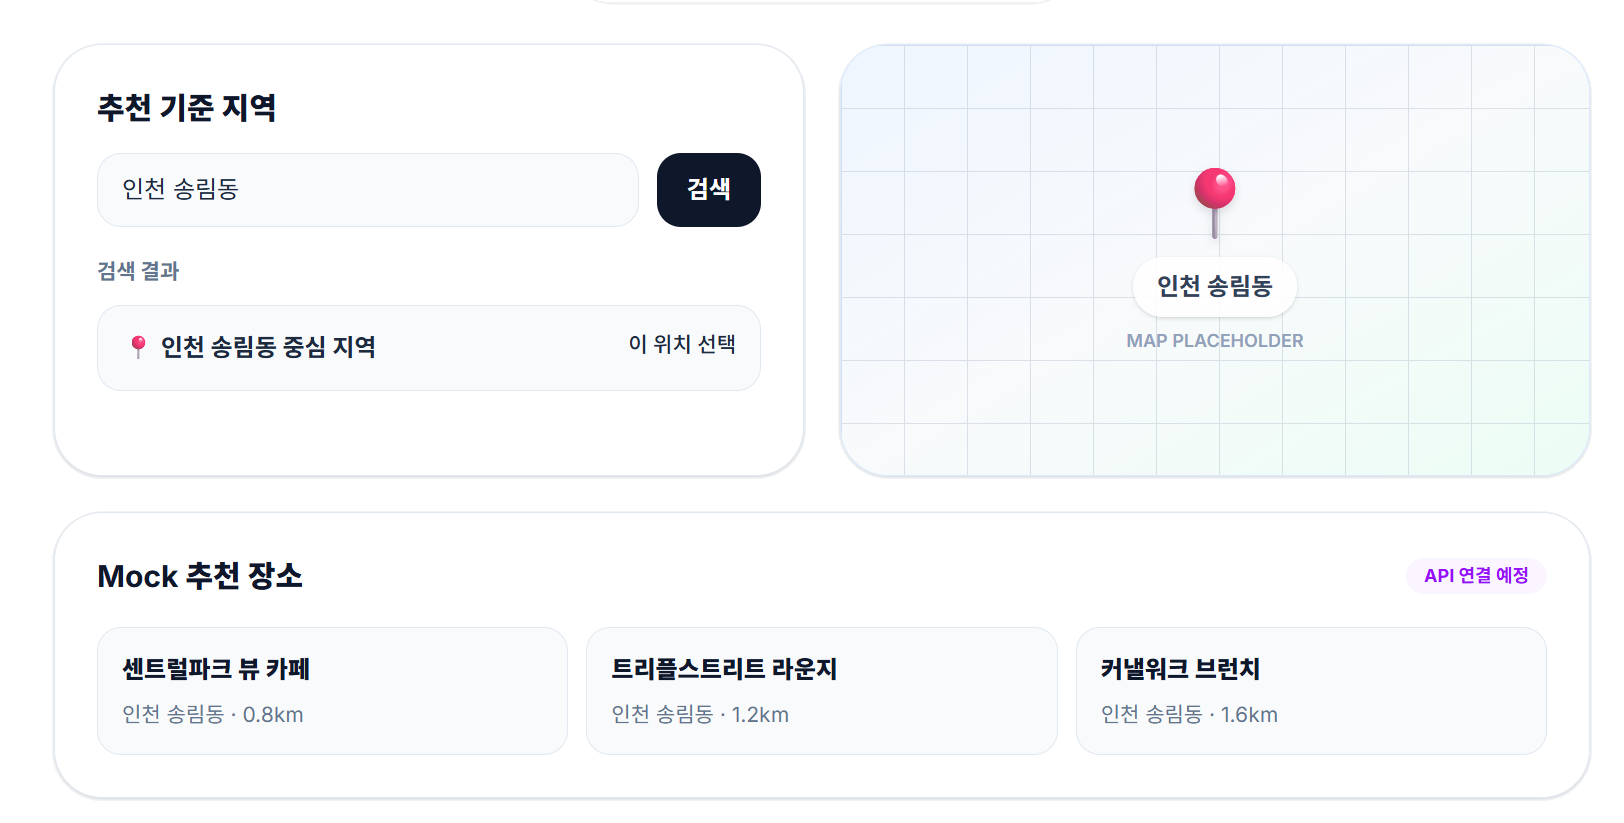 추천 기준 지역
인천 송림동
검색
검색 결과
인천 송림동 중심 지역
이 위치 선택
인천 송림동
MAP PLACEHOLDER
Mock 추천 장소
API 연결 예정
센트럴파크 뷰 카페
인천 송림동 · 0.8km
트리플스트리트 라운지
인천 송림동 · 1.2km
커낼워크 브런치
인천 송림동 · 1.6km